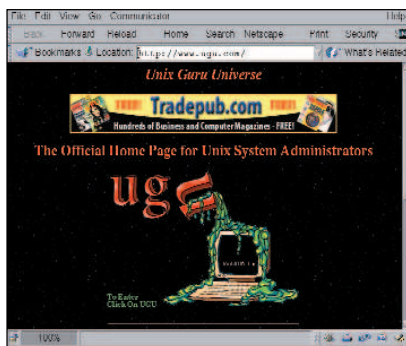 File Edit View Go Communicator Help
Back Forward Reload Home Search Netscape Print Security
Bookmarks Location: http://www.ugu.com/ What's Related
Unix Guru Universe
FREE! Tradepub.com FREE!
Hundreds of Business and Computer Magazines - FREE!
The Official Home Page for Unix System Administrators
ugu
To Enter
Click On UGU
100%